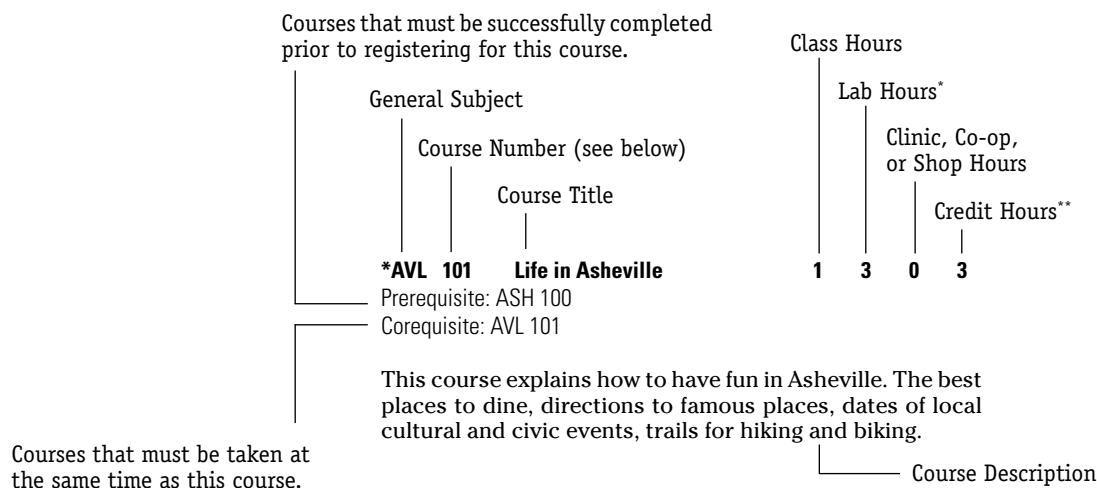 Courses that must be successfully completed
prior to registering for this course.
Class Hours
Lab Hours*
General Subject
Clinic, Co-op,
or Shop Hours
Course Number (see below)
Course Title
Credit Hours**
*AVL 101 Life in Asheville 1 3 0 3
Prerequisite: ASH 100
Corequisite: AVL 101
This course explains how to have fun in Asheville. The best
places to dine, directions to famous places, dates of local
cultural and civic events, trails for hiking and biking.
Courses that must be taken at
the same time as this course.
Course Description